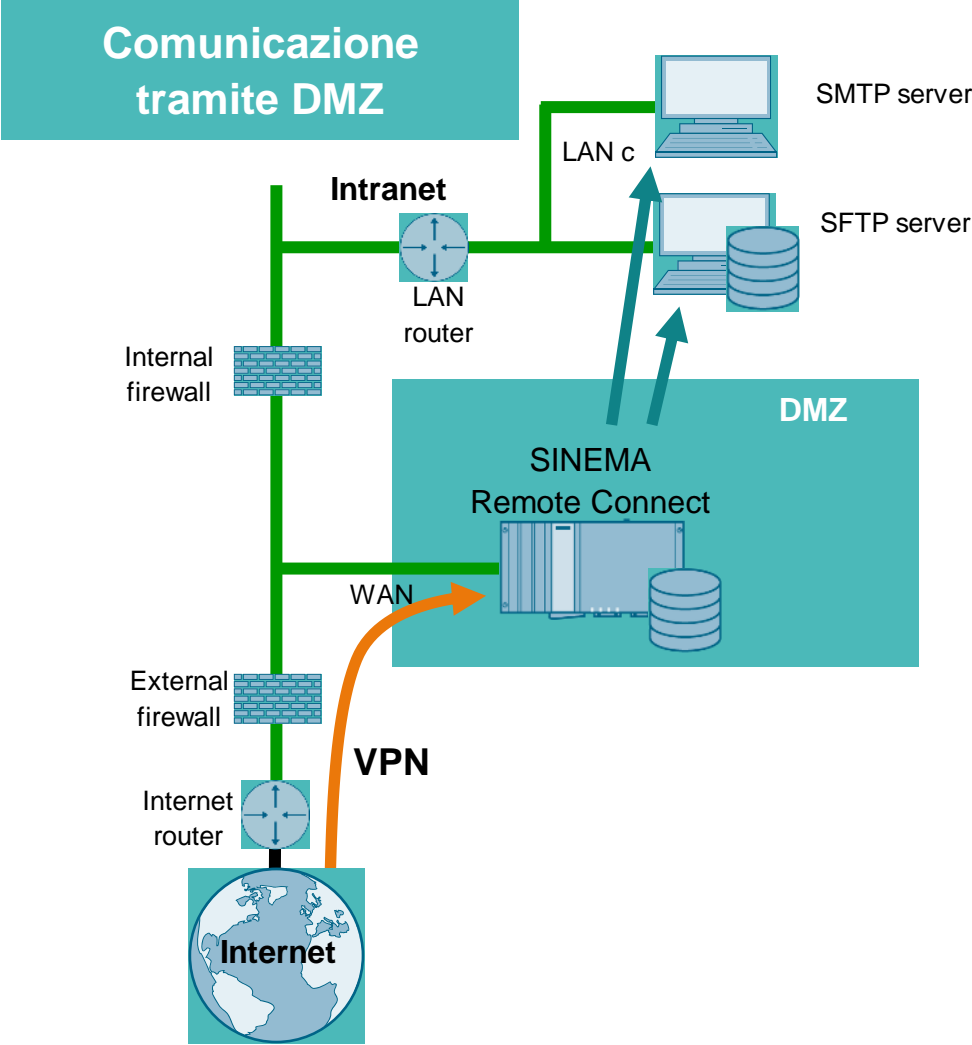 Comunicazione
tramite DMZ
SMTP server
LAN c
Intranet
SFTP server
LAN
router
Internal
firewall
DMZ
SINEMA
Remote Connect
WAN
External
firewall
VPN
Internet
router
Internet